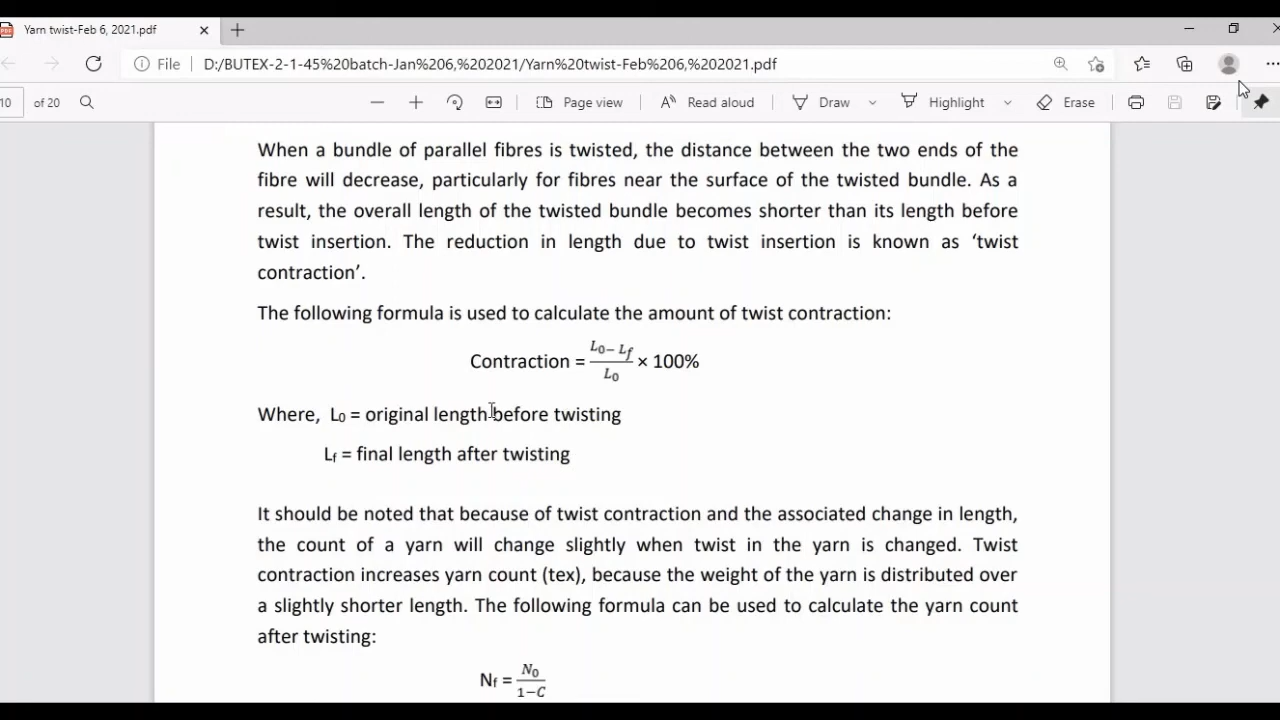 Yarn twist-Feb 6, 2021.pdf
File D:/BUTEX-2-1-45%20batch-Jan%206,%202021/Yarn%20twist-Feb%206,%202021.pdf
10 of 20 Page view Read aloud Draw Highlight Erase
When a bundle of parallel fibres is twisted, the distance between the two ends of the
fibre will decrease, particularly for fibres near the surface of the twisted bundle. As a
result, the overall length of the twisted bundle becomes shorter than its length before
twist insertion. The reduction in length due to twist insertion is known as ‘twist
contraction’.
The following formula is used to calculate the amount of twist contraction:
Contraction = (L₀ – L_f)/L₀ × 100%
Where, L₀ = original length before twisting
L_f = final length after twisting
It should be noted that because of twist contraction and the associated change in length,
the count of a yarn will change slightly when twist in the yarn is changed. Twist
contraction increases yarn count (tex), because the weight of the yarn is distributed over
a slightly shorter length. The following formula can be used to calculate the yarn count
after twisting:
N_f = N₀/(1–C)